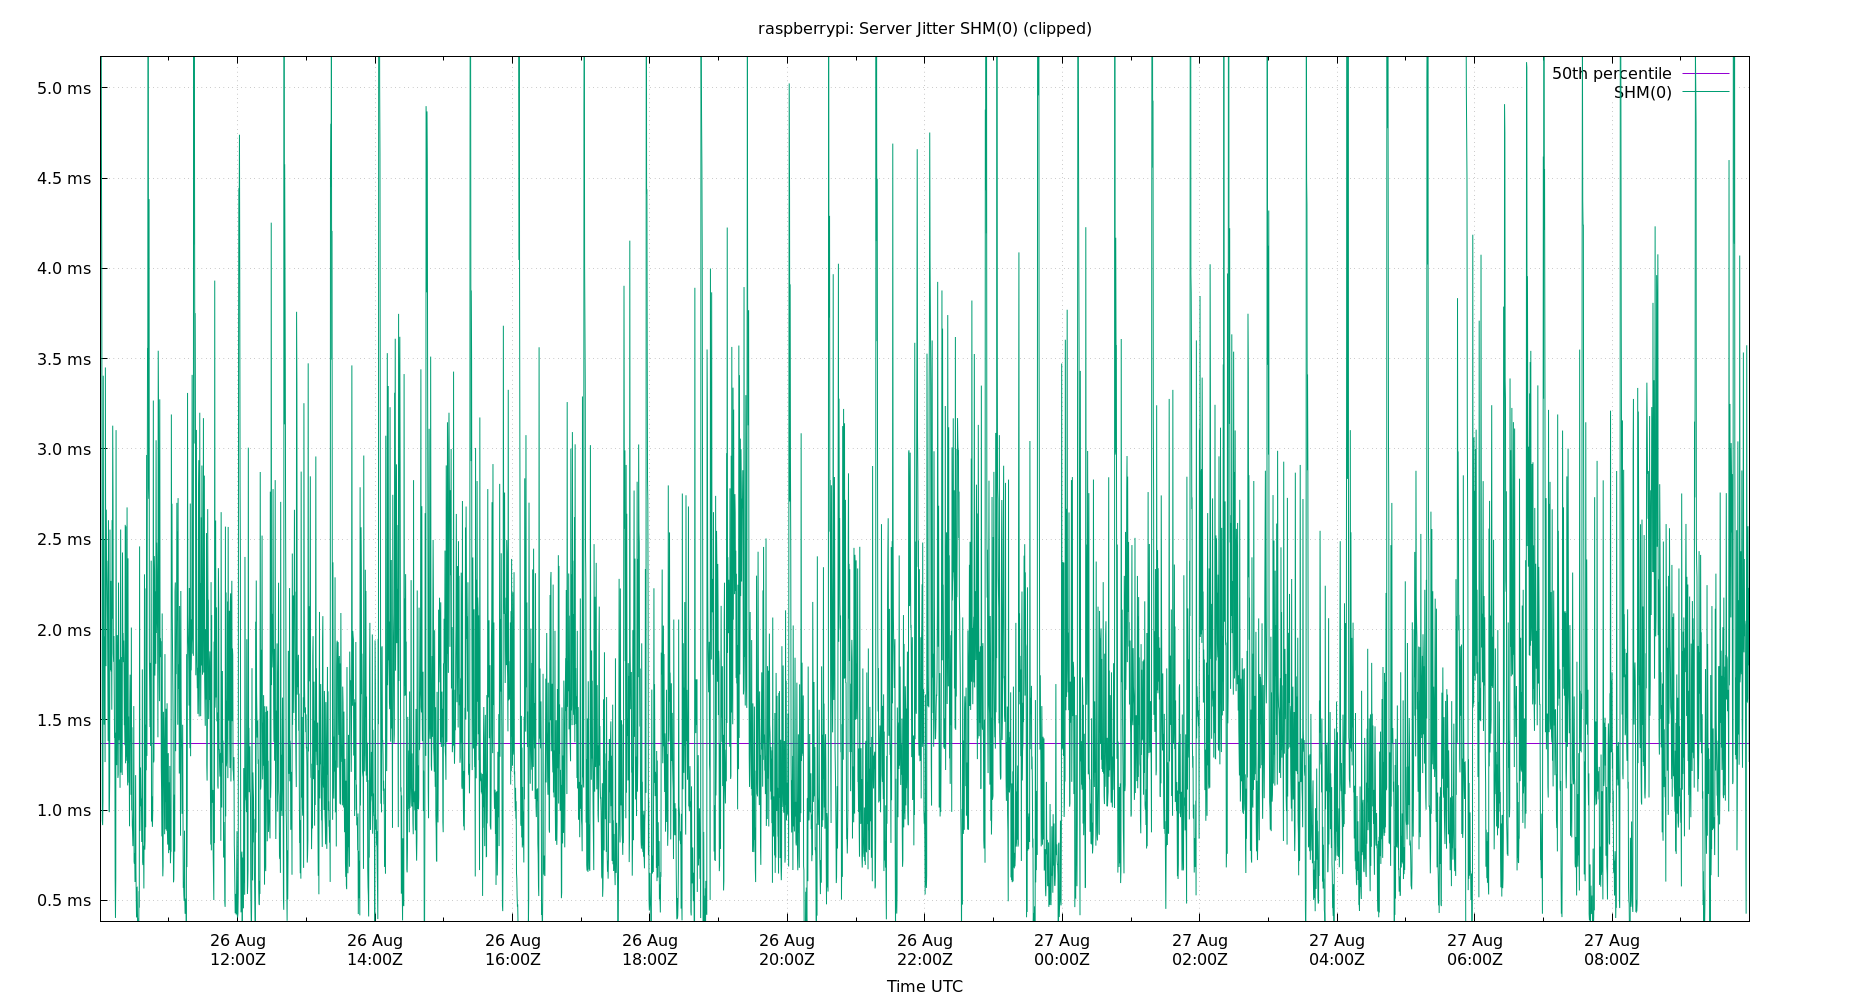 raspberrypi: Server Jitter SHM(0) (clipped)
50th percentile
SHM(0)
5.0 ms
4.5 ms
4.0 ms
3.5 ms
3.0 ms
2.5 ms
2.0 ms
1.5 ms
1.0 ms
0.5 ms
26 Aug 26 Aug 26 Aug 26 Aug 26 Aug 26 Aug 27 Aug 27 Aug 27 Aug 27 Aug 27 Aug
12:00Z 14:00Z 16:00Z 18:00Z 20:00Z 22:00Z 00:00Z 02:00Z 04:00Z 06:00Z 08:00Z
Time UTC